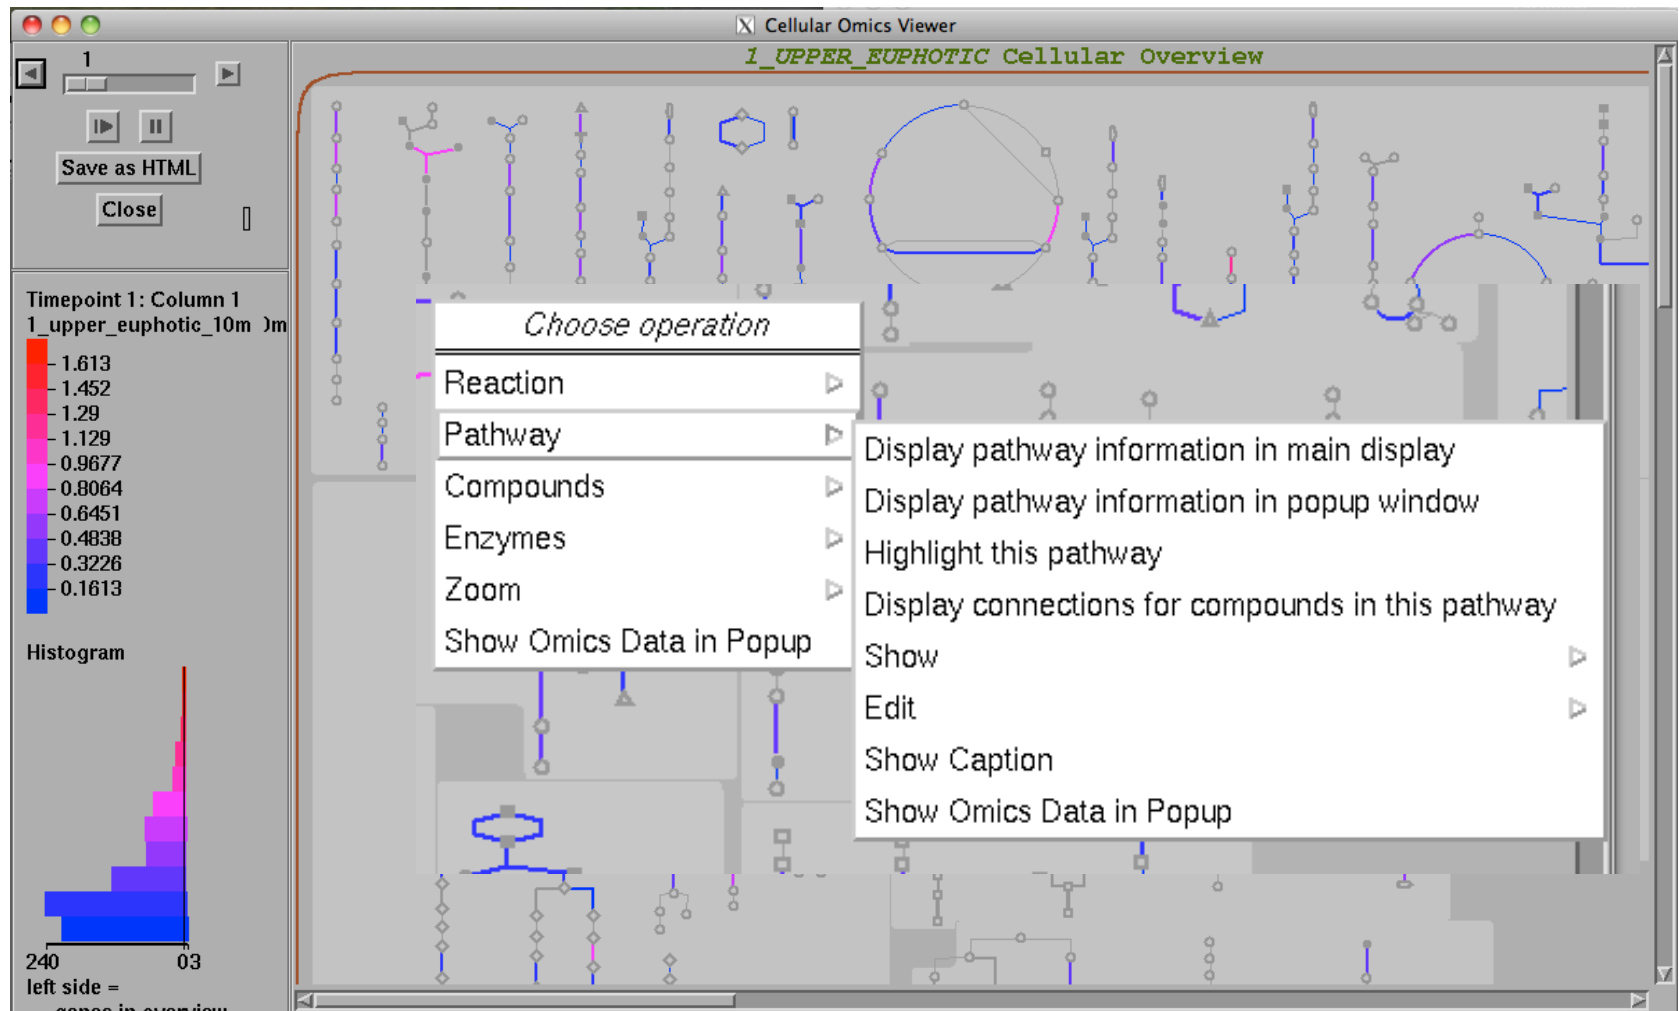 Cellular Omics Viewer
1_UPPER_EUPHOTIC Cellular Overview
1
Save as HTML
Close
Timepoint 1: Column 1
1_upper_euphotic_10m )m
1.613
1.452
1.29
1.129
0.9677
0.8064
0.6451
0.4838
0.3226
0.1613
Histogram
240 03
left side =
genes in overview
Choose operation
Reaction
Pathway
Compounds
Enzymes
Zoom
Show Omics Data in Popup
Display pathway information in main display
Display pathway information in popup window
Highlight this pathway
Display connections for compounds in this pathway
Show
Edit
Show Caption
Show Omics Data in Popup